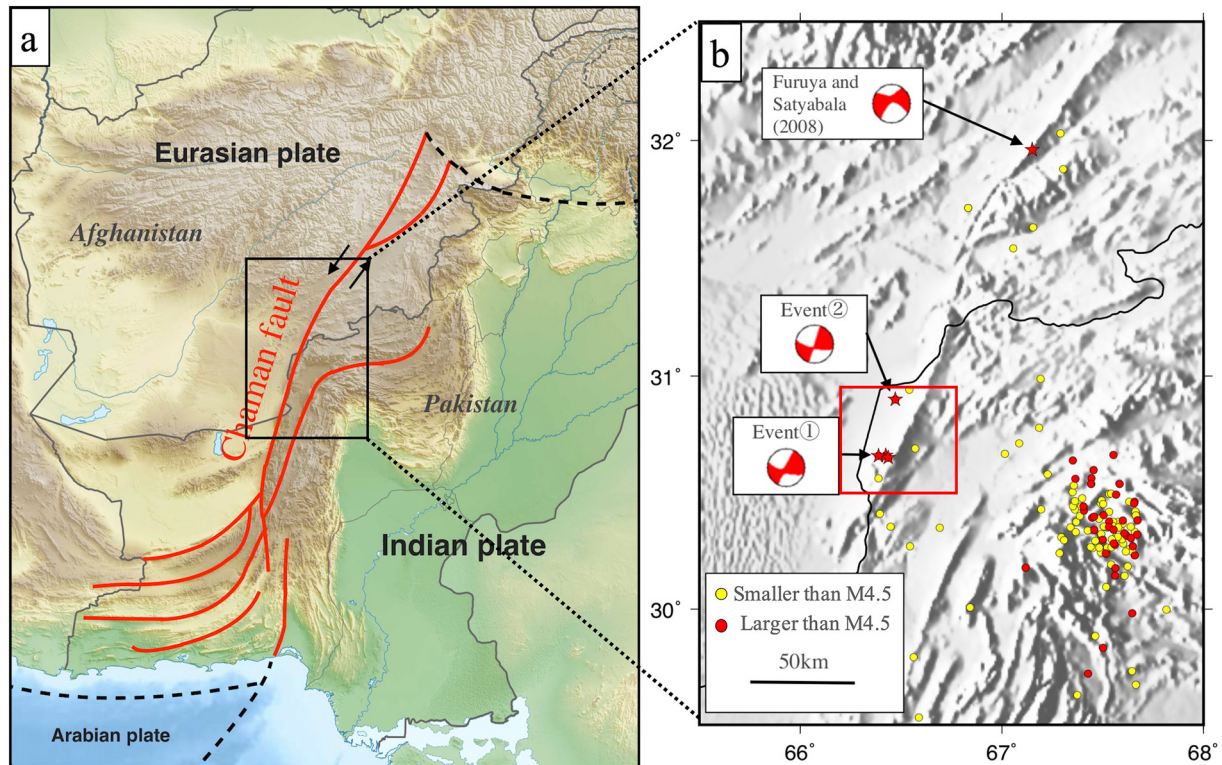 a
Eurasian plate
Afghanistan
Chaman fault
Pakistan
Indian plate
Arabian plate
b
Furuya and
Satyabala
(2008)
32°
Event②
31°
Event①
30°
Smaller than M4.5
Larger than M4.5
50km
66°
67°
68°